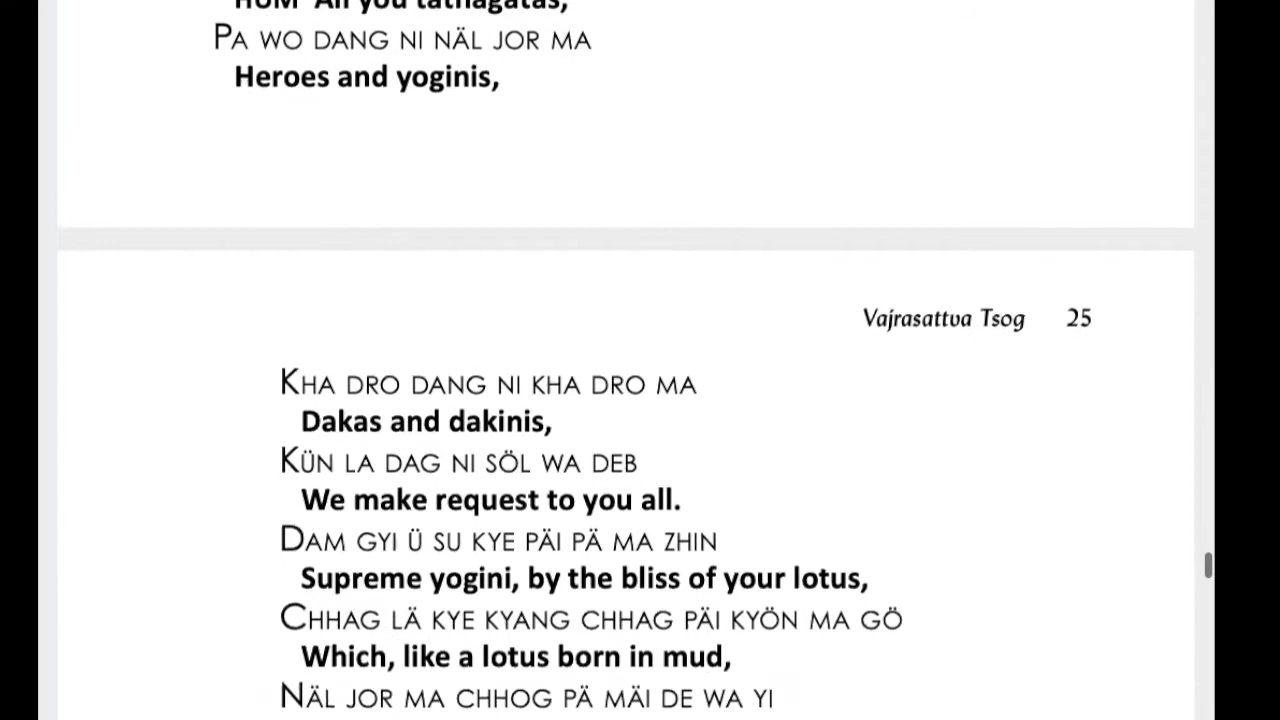 HUM All you tathagatas,
PA WO DANG NI NÄL JOR MA
Heroes and yoginis,
Vajrasattva Tsog 25
KHA DRO DANG NI KHA DRO MA
Dakas and dakinis,
KÜN LA DAG NI SÖL WA DEB
We make request to you all.
DAM GYI Ü SU KYE PÄI PÄ MA ZHIN
Supreme yogini, by the bliss of your lotus,
CHHAG LÄ KYE KYANG CHHAG PÄI KYÖN MA GÖ
Which, like a lotus born in mud,
NÄL JOR MA CHHOG PÄ MÄI DE WA YI